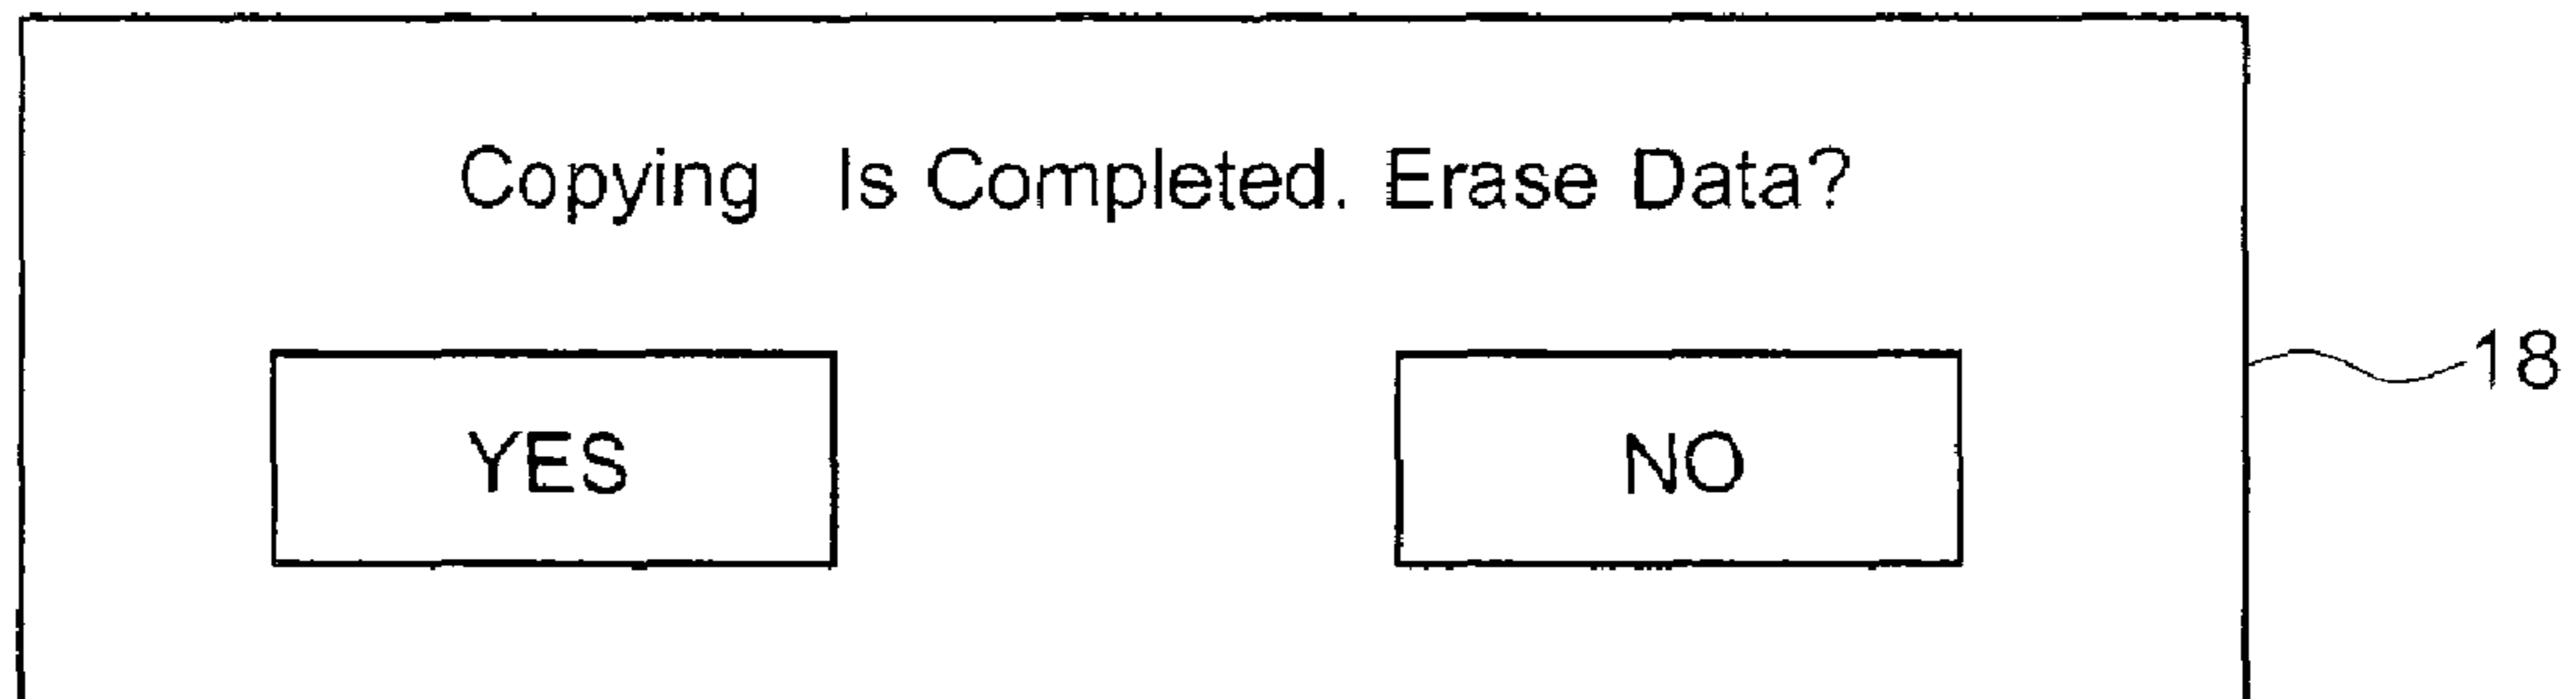 Copying Is Completed. Erase Data?
18
YES NO